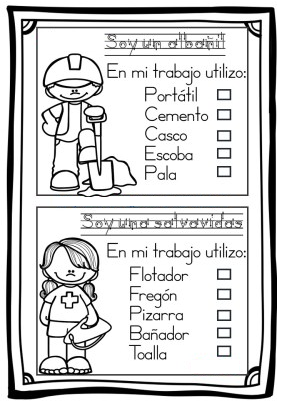 Soy un albañil
En mi trabajo utilizo:
Portátil
Cemento
Casco
Escoba
Pala
Soy una salvavidas
En mi trabajo utilizo:
Flotador
Fregón
Pizarra
Bañador
Toalla